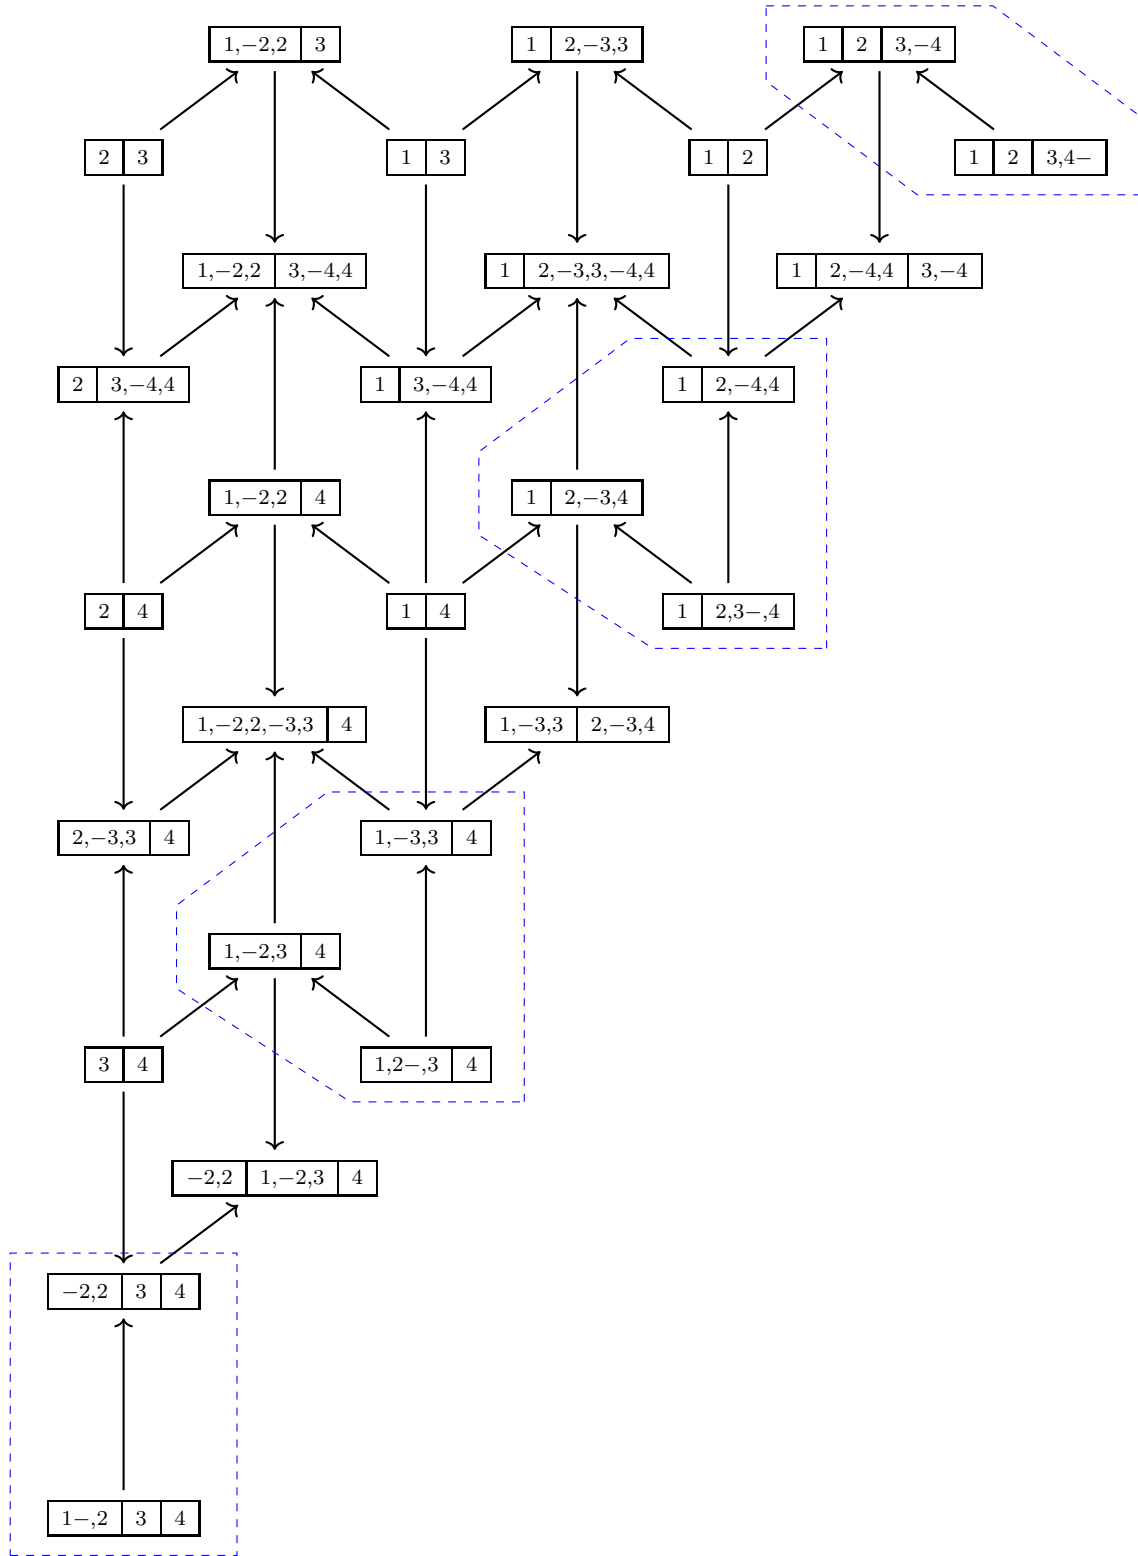 1,−2,2 3 1 2,−3,3 1 2 3,−4
2 3 1 3 1 2 1 2 3,4−
1,−2,2 3,−4,4 1 2,−3,3,−4,4 1 2,−4,4 3,−4
2 3,−4,4 1 3,−4,4 1 2,−4,4
1,−2,2 4 1 2,−3,4
2 4 1 4 1 2,3−,4
1,−2,2,−3,3 4 1,−3,3 2,−3,4
2,−3,3 4 1,−3,3 4
1,−2,3 4
3 4 1,2−,3 4
−2,2 1,−2,3 4
−2,2 3 4
1−,2 3 4